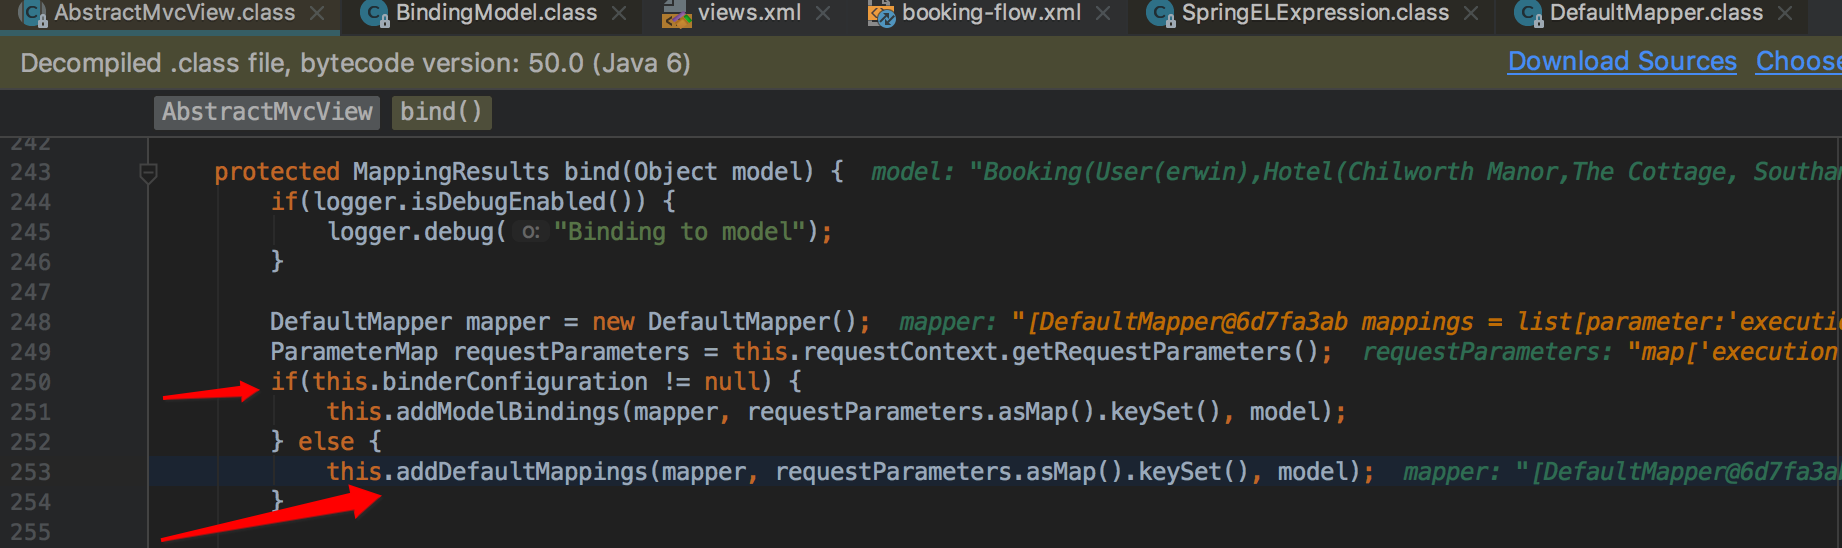 AbstractMvcView.class × BindingModel.class × views.xml × booking-flow.xml × SpringELExpression.class × DefaultMapper.class ×
Decompiled .class file, bytecode version: 50.0 (Java 6) Download Sources Choose
AbstractMvcView bind()
242
243 protected MappingResults bind(Object model) { model: "Booking(User(erwin),Hotel(Chilworth Manor,The Cottage, Southa
244 if(logger.isDebugEnabled()) {
245 logger.debug( o: "Binding to model");
246 }
247
248 DefaultMapper mapper = new DefaultMapper(); mapper: "[DefaultMapper@6d7fa3ab mappings = list[parameter:'executi
249 ParameterMap requestParameters = this.requestContext.getRequestParameters(); requestParameters: "map['execution
250 if(this.binderConfiguration != null) {
251 this.addModelBindings(mapper, requestParameters.asMap().keySet(), model);
252 } else {
253 this.addDefaultMappings(mapper, requestParameters.asMap().keySet(), model); mapper: "[DefaultMapper@6d7fa3ab
254 }
255